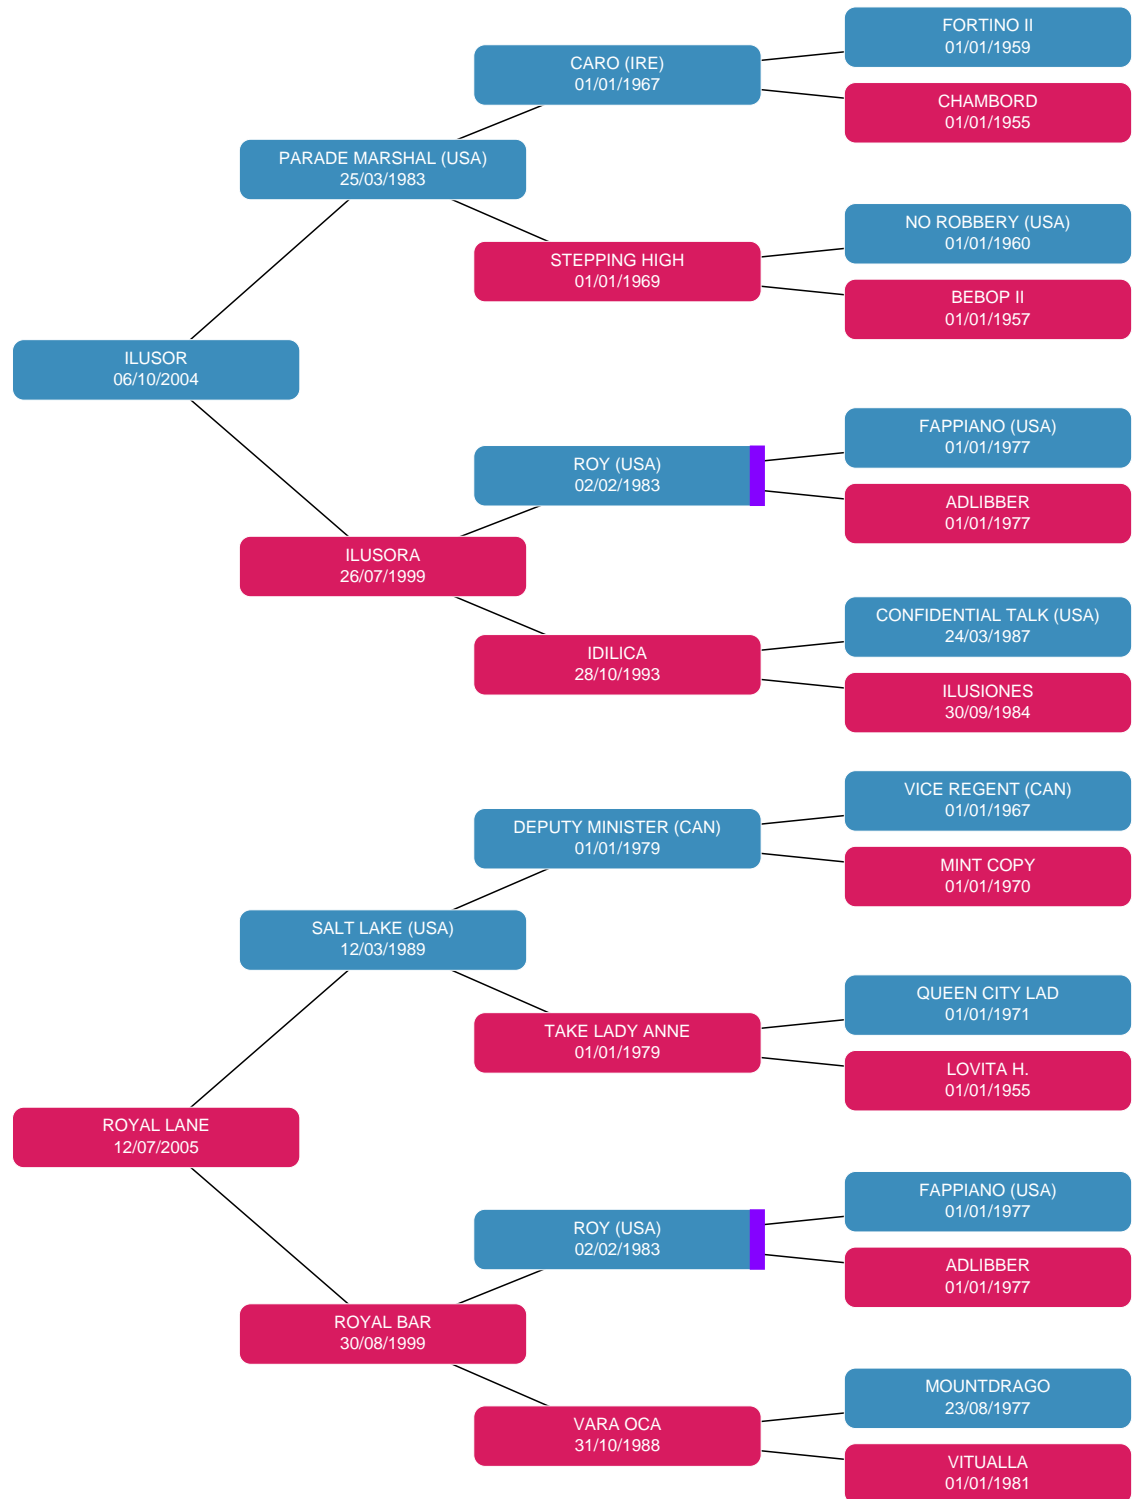 FORTINO II
01/01/1959
CARO (IRE)
01/01/1967
CHAMBORD
01/01/1955
PARADE MARSHAL (USA)
25/03/1983
NO ROBBERY (USA)
01/01/1960
STEPPING HIGH
01/01/1969
BEBOP II
01/01/1957
ILUSOR
06/10/2004
FAPPIANO (USA)
01/01/1977
ROY (USA)
02/02/1983
ADLIBBER
01/01/1977
ILUSORA
26/07/1999
CONFIDENTIAL TALK (USA)
24/03/1987
IDILICA
28/10/1993
ILUSIONES
30/09/1984
VICE REGENT (CAN)
01/01/1967
DEPUTY MINISTER (CAN)
01/01/1979
MINT COPY
01/01/1970
SALT LAKE (USA)
12/03/1989
QUEEN CITY LAD
01/01/1971
TAKE LADY ANNE
01/01/1979
LOVITA H.
01/01/1955
ROYAL LANE
12/07/2005
FAPPIANO (USA)
01/01/1977
ROY (USA)
02/02/1983
ADLIBBER
01/01/1977
ROYAL BAR
30/08/1999
MOUNTDRAGO
23/08/1977
VARA OCA
31/10/1988
VITUALLA
01/01/1981